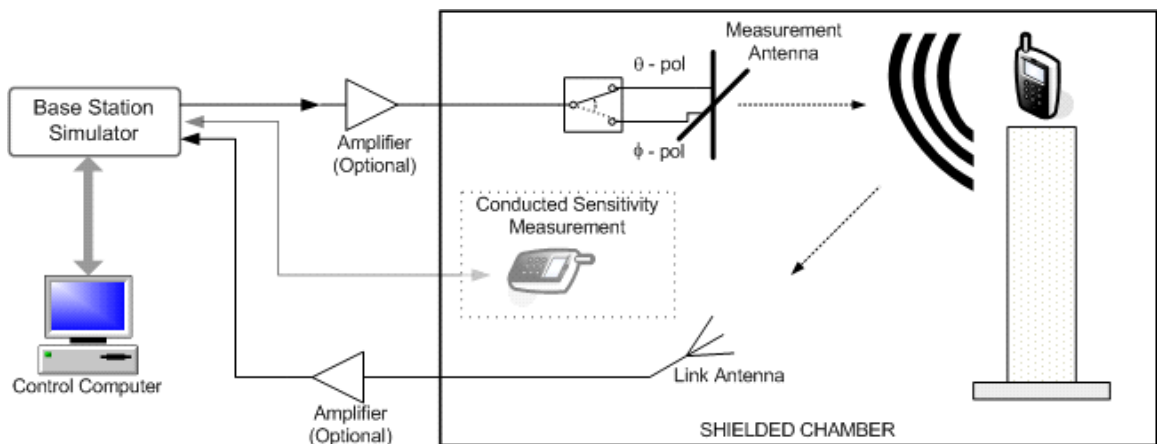 Measurement
Antenna
θ - pol
Base Station
Simulator
Amplifier
(Optional)
ϕ - pol
Conducted Sensitivity
Measurement
Control Computer
Link Antenna
Amplifier
(Optional)
SHIELDED CHAMBER